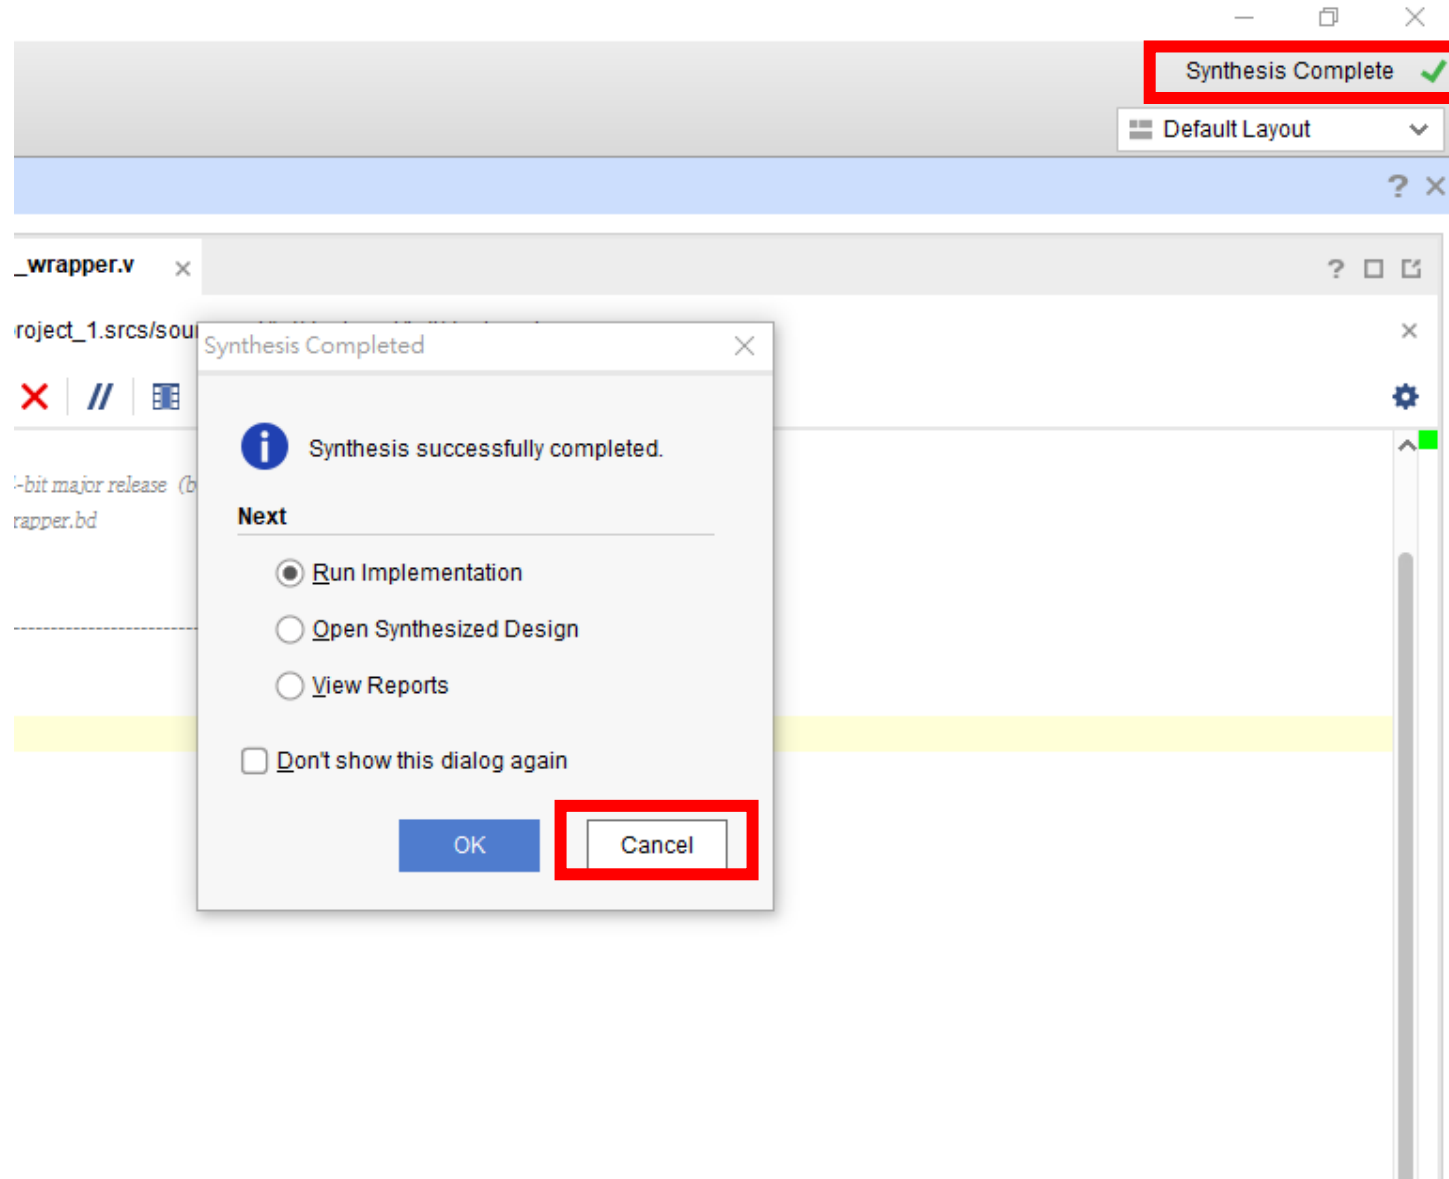 Synthesis Complete
Default Layout
_wrapper.v
roject_1.srcs/sour
Synthesis Completed
Synthesis successfully completed.
-bit major release (b
rapper.bd
Next
Run Implementation
Open Synthesized Design
View Reports
Don't show this dialog again
OK
Cancel